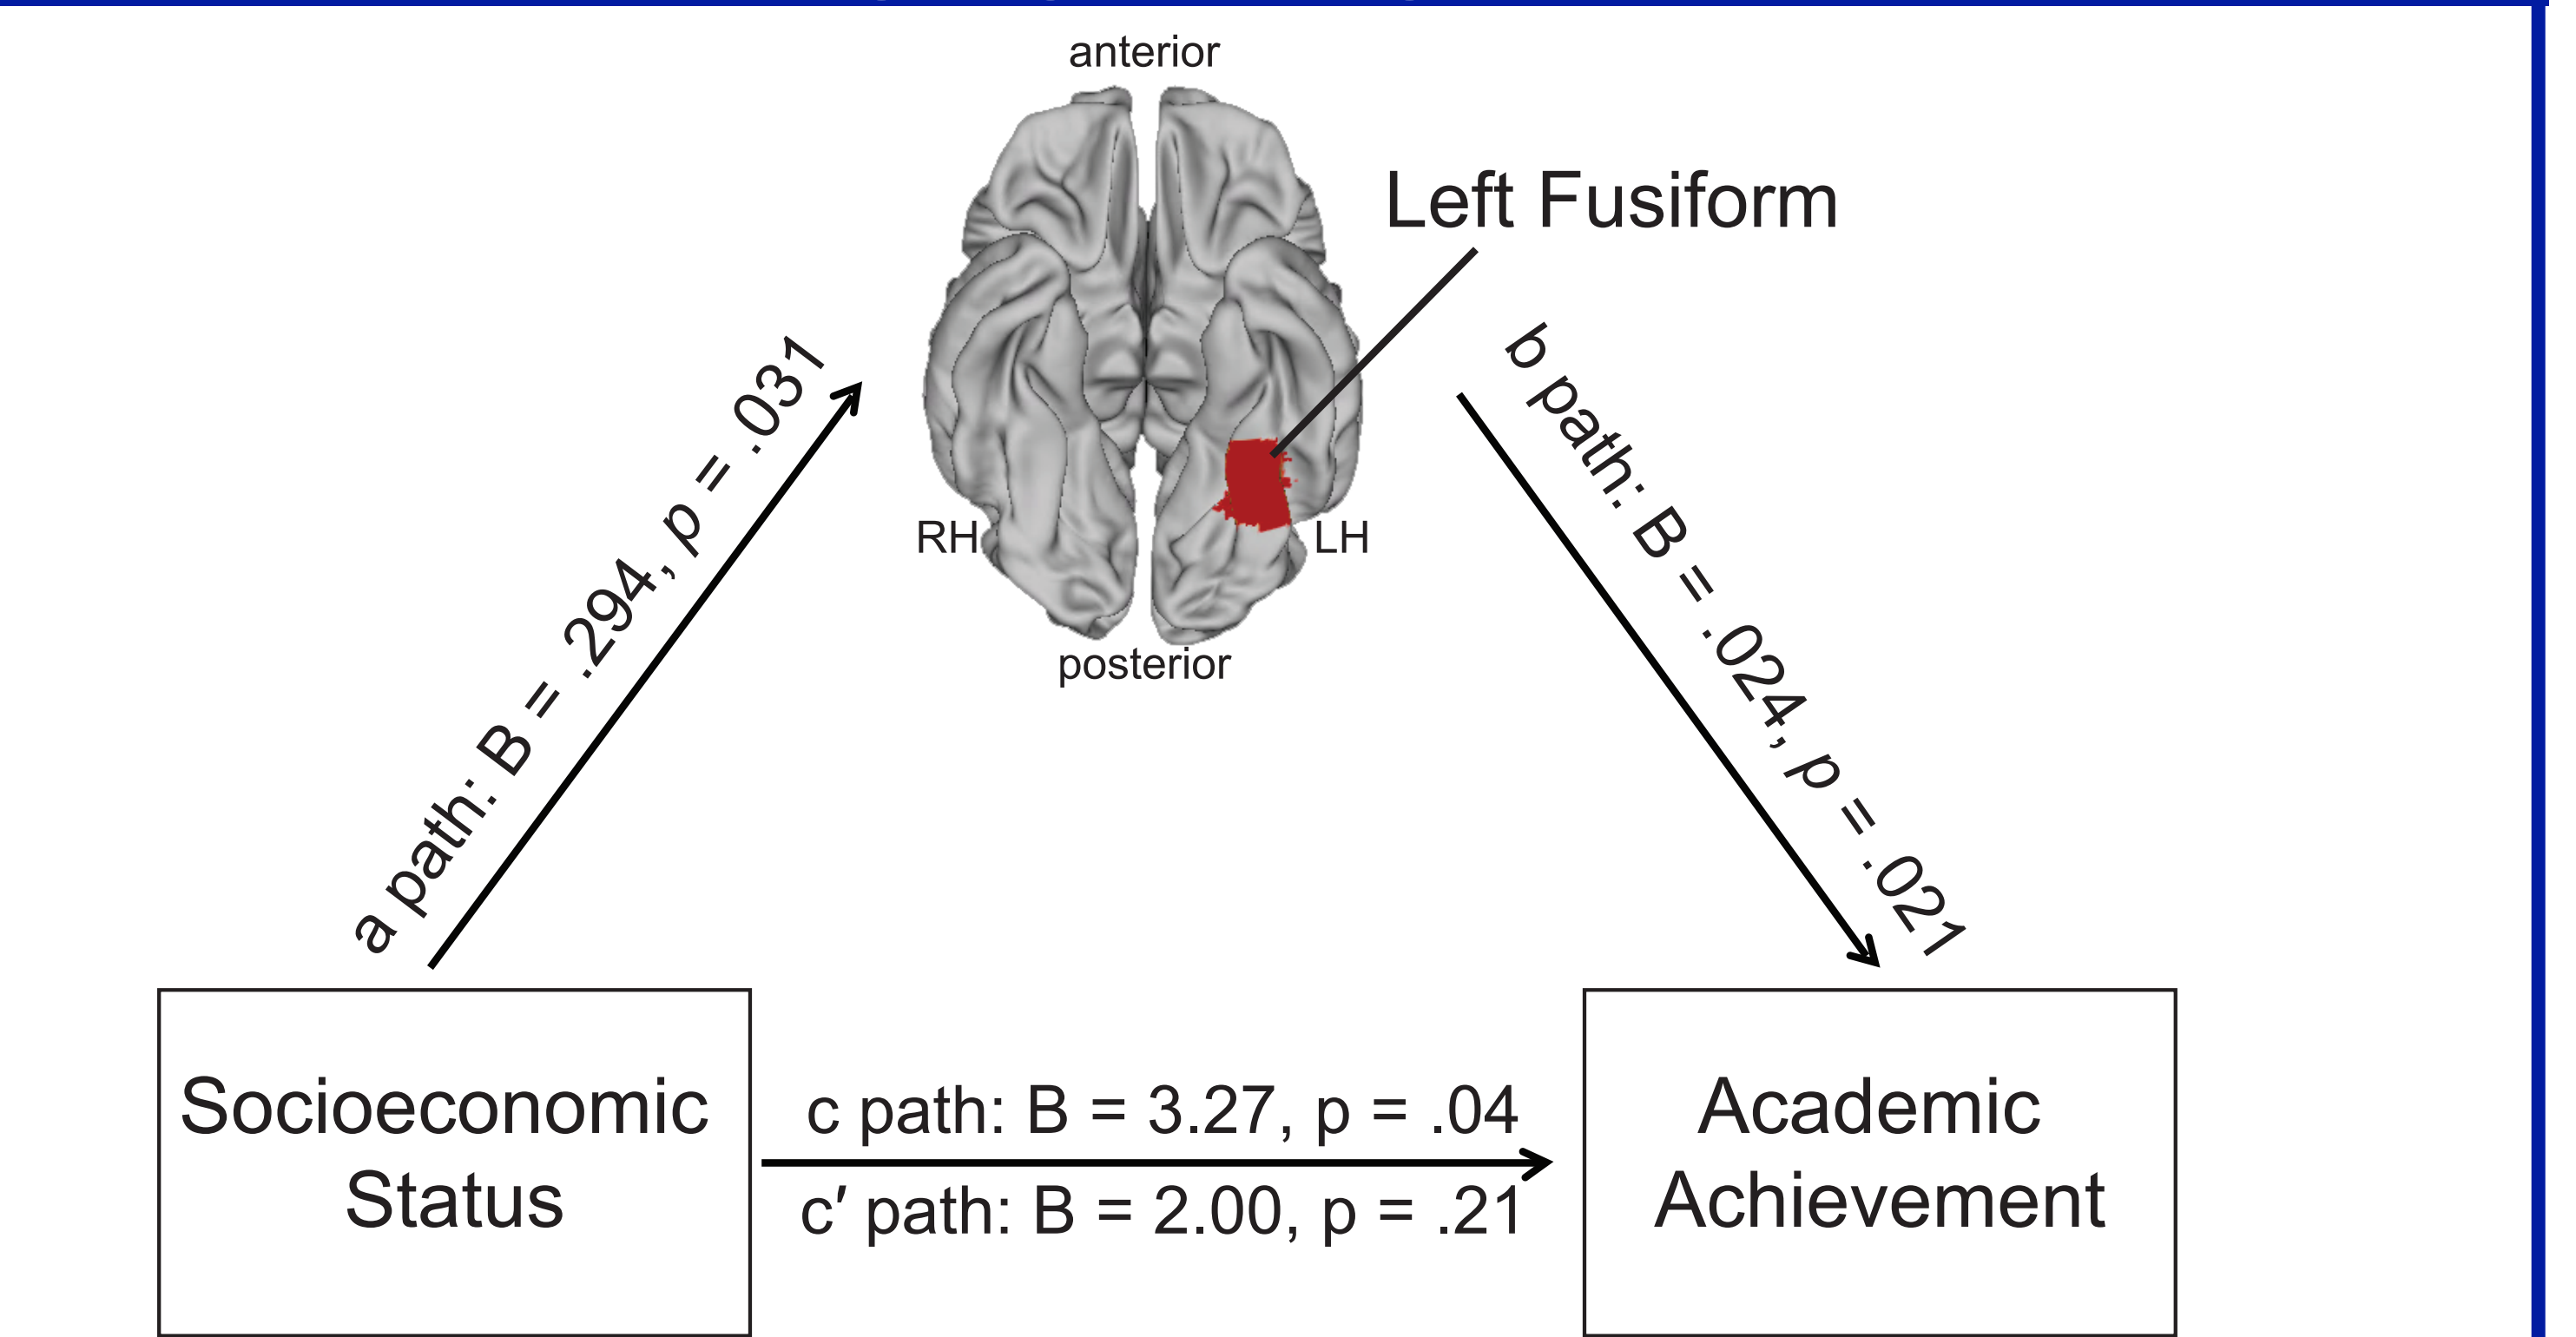 anterior
Left Fusiform
RH
LH
posterior
a path: B = .294, p = .031
b path: B = .024, p = .021
Socioeconomic
Status
c path: B = 3.27, p = .04
c′ path: B = 2.00, p = .21
Academic
Achievement